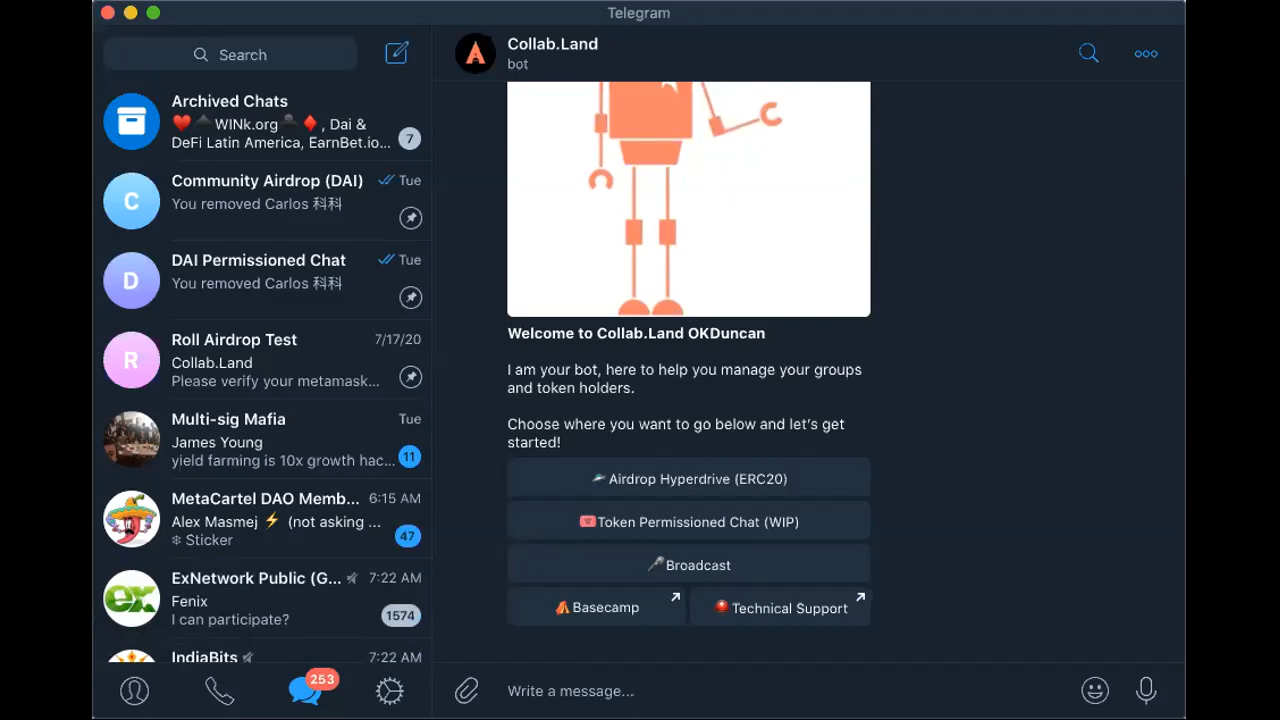 Telegram
Search
Archived Chats
♥️ WINk.org ♦️, Dai &
DeFi Latin America, EarnBet.io...
7
Community Airdrop (DAI)
Tue
You removed Carlos 科科
C
DAI Permissioned Chat
Tue
You removed Carlos 科科
D
Roll Airdrop Test
7/17/20
Collab.Land
Please verify your metamask...
R
Multi-sig Mafia
Tue
James Young
yield farming is 10x growth hac...
11
MetaCartel DAO Memb...
6:15 AM
Alex Masmej ⚡ (not asking ...
❄ Sticker
47
ExNetwork Public (G...
7:22 AM
Fenix
I can participate?
1574
ex
IndiaBits
7:22 AM
253
Collab.Land
bot
Welcome to Collab.Land OKDuncan
I am your bot, here to help you manage your groups
and token holders.
Choose where you want to go below and let's get
started!
Airdrop Hyperdrive (ERC20)
Token Permissioned Chat (WIP)
🎤Broadcast
Basecamp
Technical Support
Write a message...